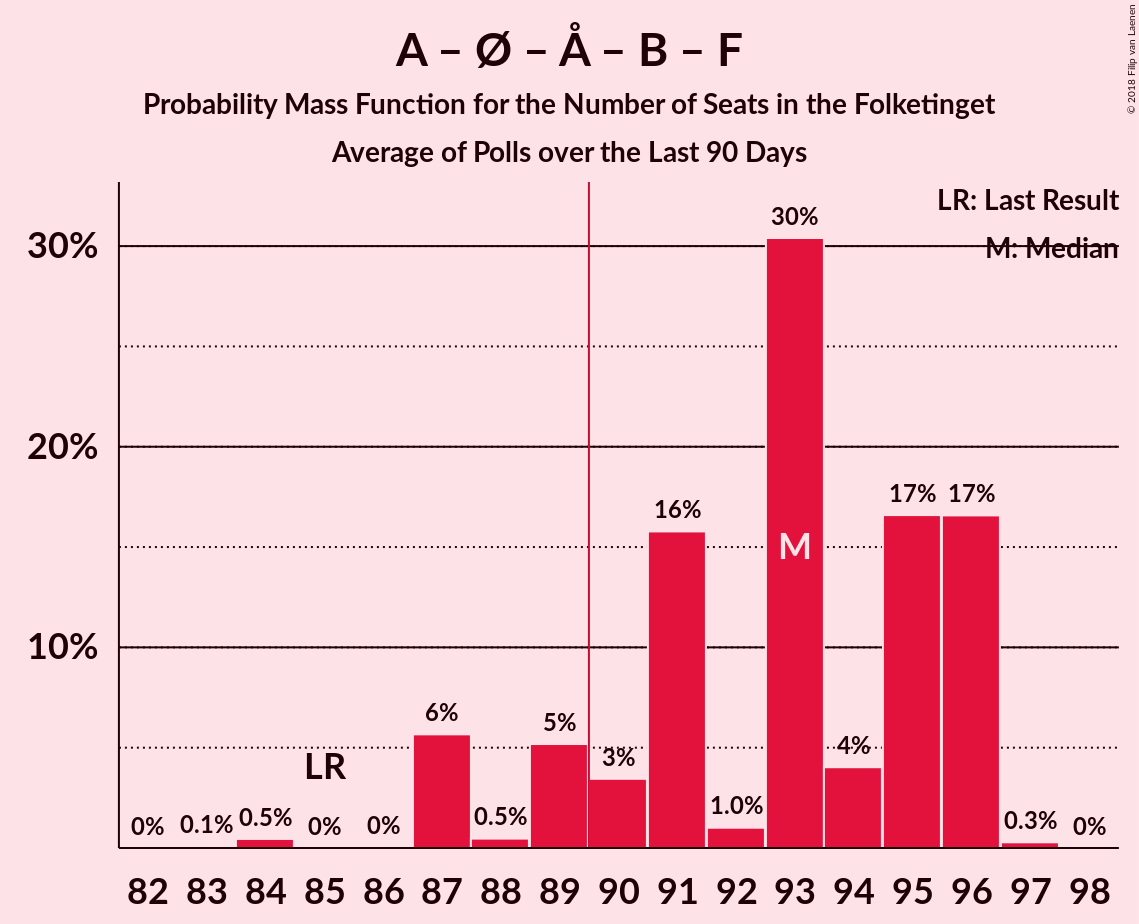 A – Ø – Å – B – F
Probability Mass Function for the Number of Seats in the Folketinget
Average of Polls over the Last 90 Days
© 2018 Filip van Laenen
LR: Last Result
M: Median
30%
20%
10%
0%
0.1%
0.5%
0%
0%
6%
0.5%
5%
3%
16%
1.0%
30%
4%
17%
17%
0.3%
0%
LR
M
82 83 84 85 86 87 88 89 90 91 92 93 94 95 96 97 98